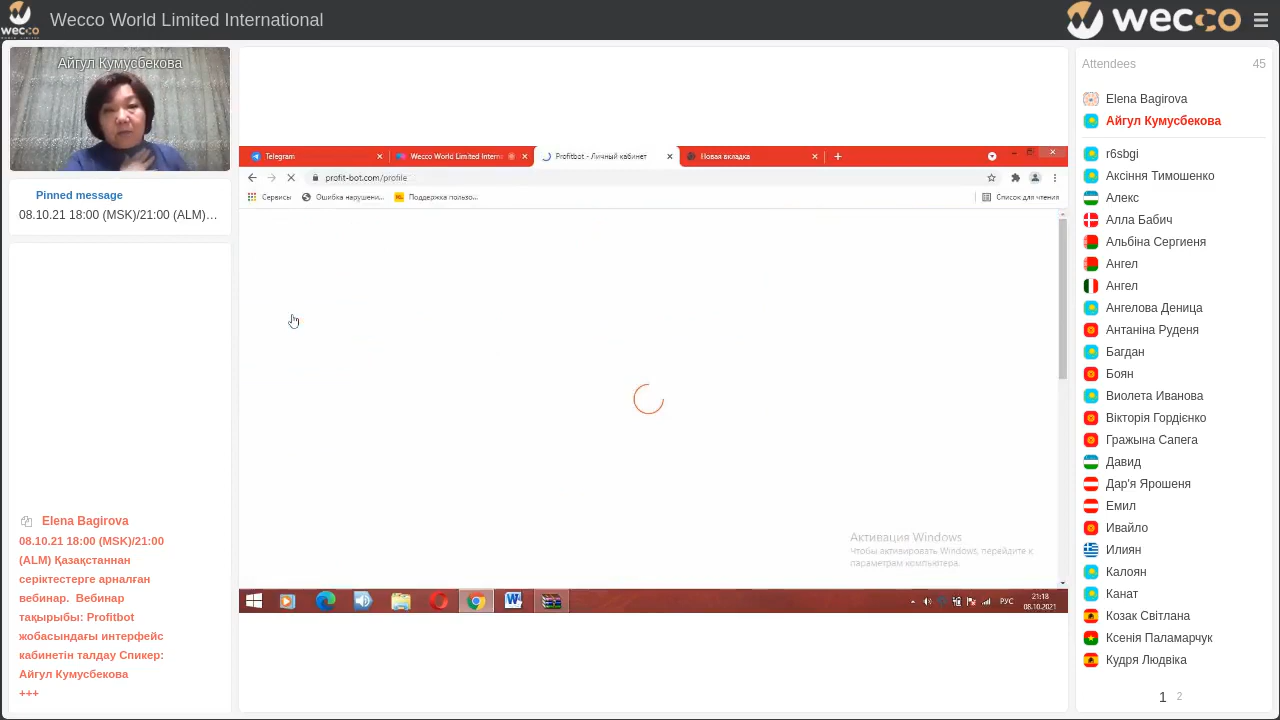 Wecco World Limited International
wecco
wecco
Айгул Кумусбекова
Pinned message
08.10.21 18:00 (MSK)/21:00 (ALM)…
Elena Bagirova
08.10.21 18:00 (MSK)/21:00
(ALM) Қазақстаннан
серіктестерге арналған
вебинар.  Вебинар
тақырыбы: Profitbot
жобасындағы интерфейс
кабинетін талдау Спикер:
Айгул Кумусбекова
+++
Telegram
Wecco World Limited Intern
Profitbot - Личный кабинет
Новая вкладка
profit-bot.com/profile
Сервисы
Ошибка нарушени...
Поддержка пользо...
Список для чтения
Активация Windows
Чтобы активировать Windows, перейдите к
параметрам компьютера.
РУС
21:18
08.10.2021
Attendees
45
Elena Bagirova
Айгул Кумусбекова
r6sbgi
Аксіння Тимошенко
Алекс
Алла Бабич
Альбіна Сергиеня
Ангел
Ангел
Ангелова Деница
Антаніна Руденя
Багдан
Боян
Виолета Иванова
Вікторія Гордієнко
Гражына Сапега
Давид
Дар'я Ярошеня
Емил
Ивайло
Илиян
Калоян
Канат
Козак Світлана
Ксенія Паламарчук
Кудря Людвіка
1 2